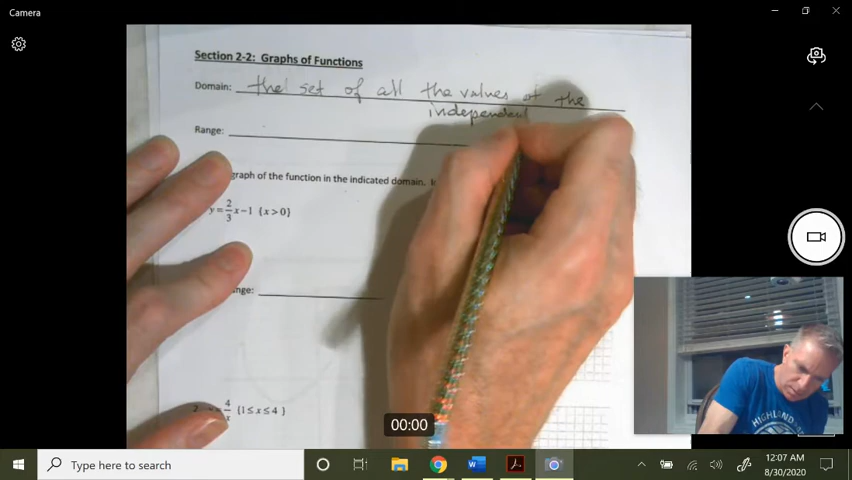 Camera
Section 2-2: Graphs of Functions
Domain: the set of all the values of the
independent
Range:
graph of the function in the indicated domain.
y = 2/3 x − 1 {x > 0}
nge:
4/x {1 ≤ x ≤ 4 }
HIGHLAND
00:00
Type here to search
12:07 AM
8/30/2020